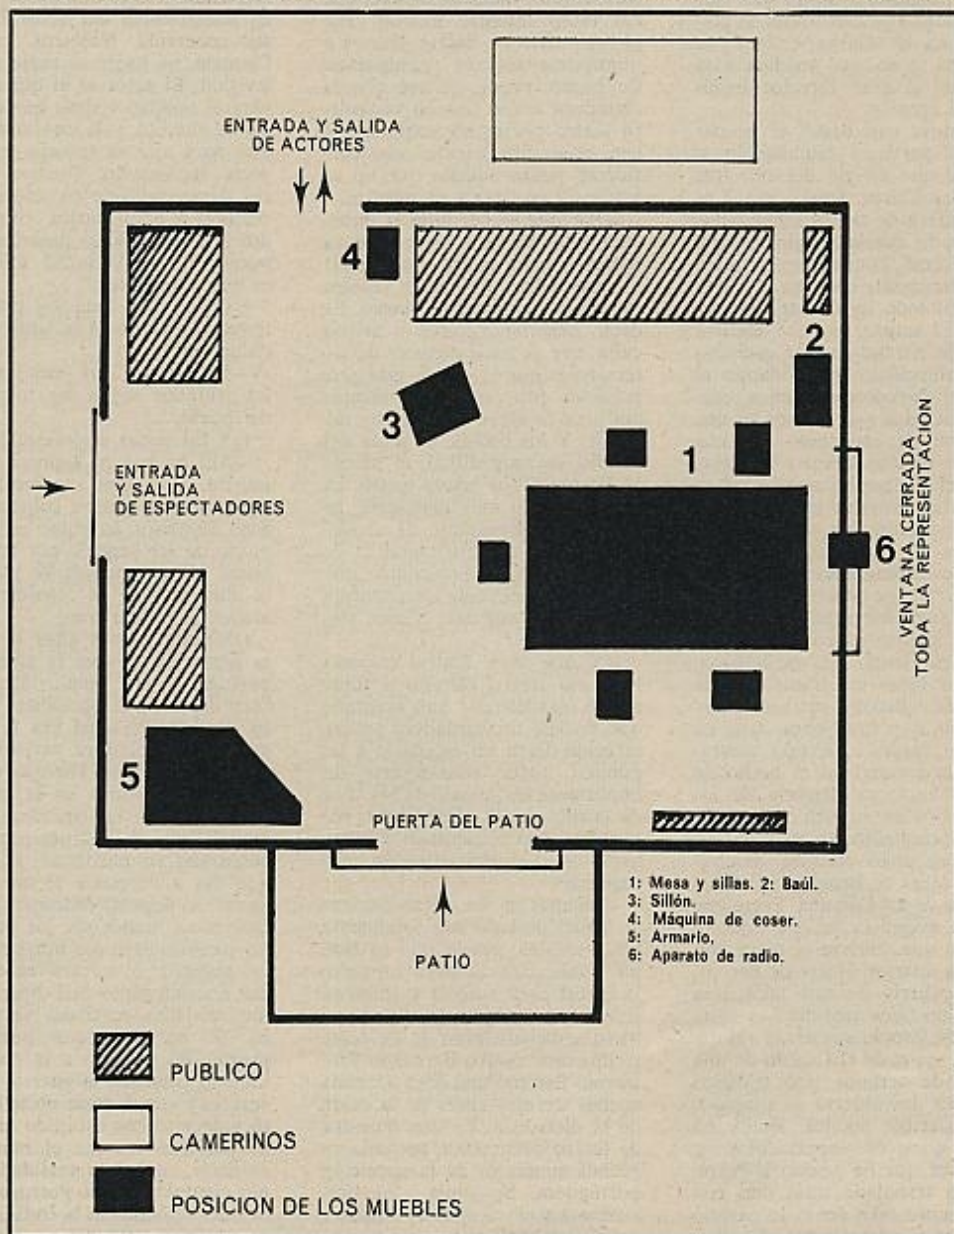 ENTRADA Y SALIDA
DE ACTORES
4
2
3
1
ENTRADA
Y SALIDA
DE ESPECTADORES
6
VENTANA CERRADA
TODA LA REPRESENTACION
5
PUERTA DEL PATIO
PATIO
1: Mesa y sillas. 2: Baúl.
3: Sillón.
4: Máquina de coser.
5: Armario.
6: Aparato de radio.
PUBLICO
CAMERINOS
POSICION DE LOS MUEBLES